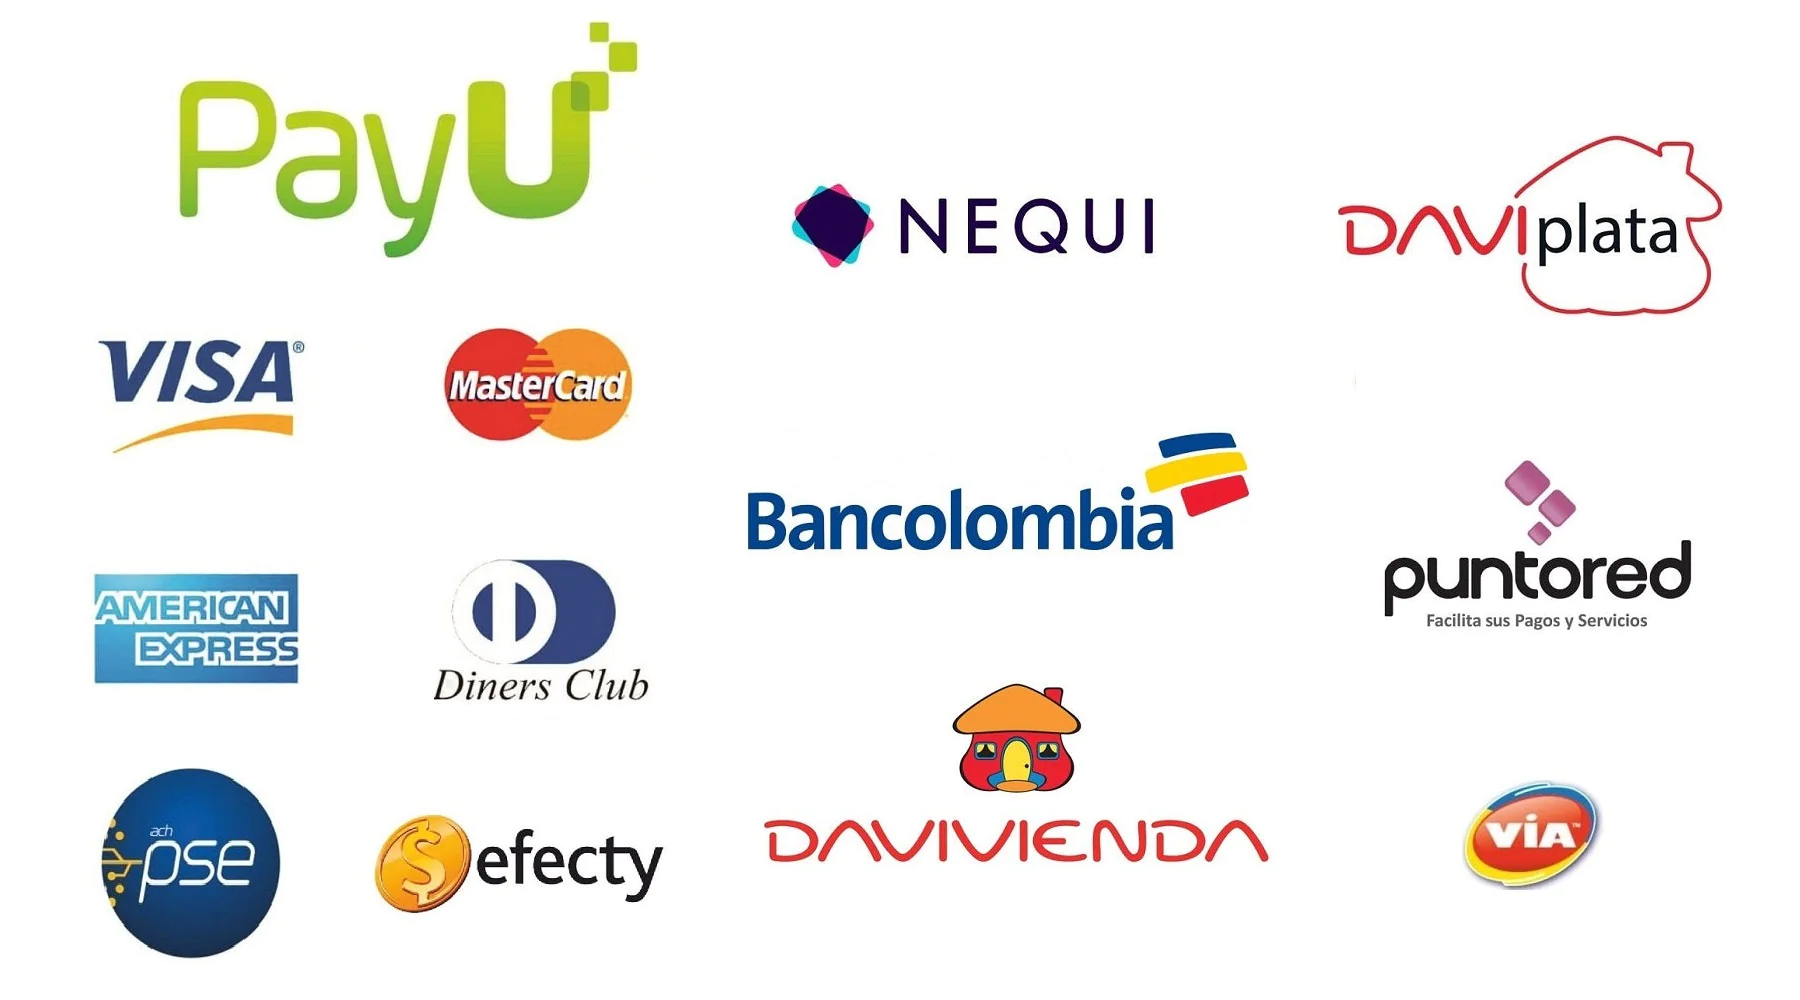 PayU
NEQUI
DAVIplata
VISA®
MasterCard
Bancolombia
puntored
Facilita sus Pagos y Servicios
AMERICAN
EXPRESS
Diners Club
ach
pse
efecty
DAVIVIENDA
VIA™